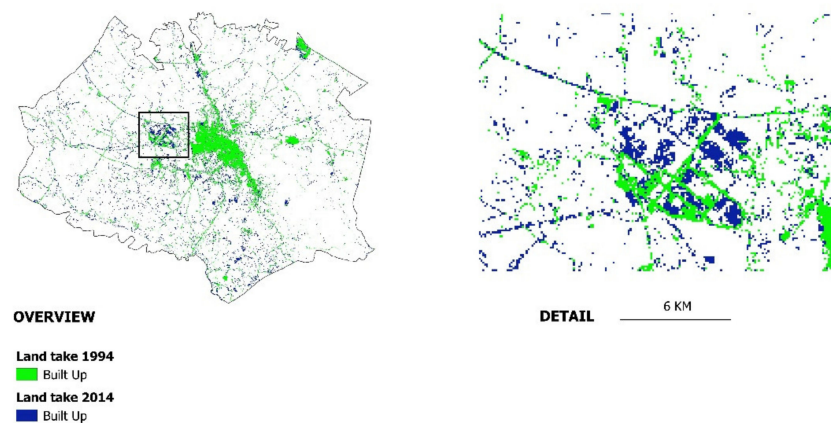 OVERVIEW
DETAIL
6 KM
Land take 1994
Built Up
Land take 2014
Built Up